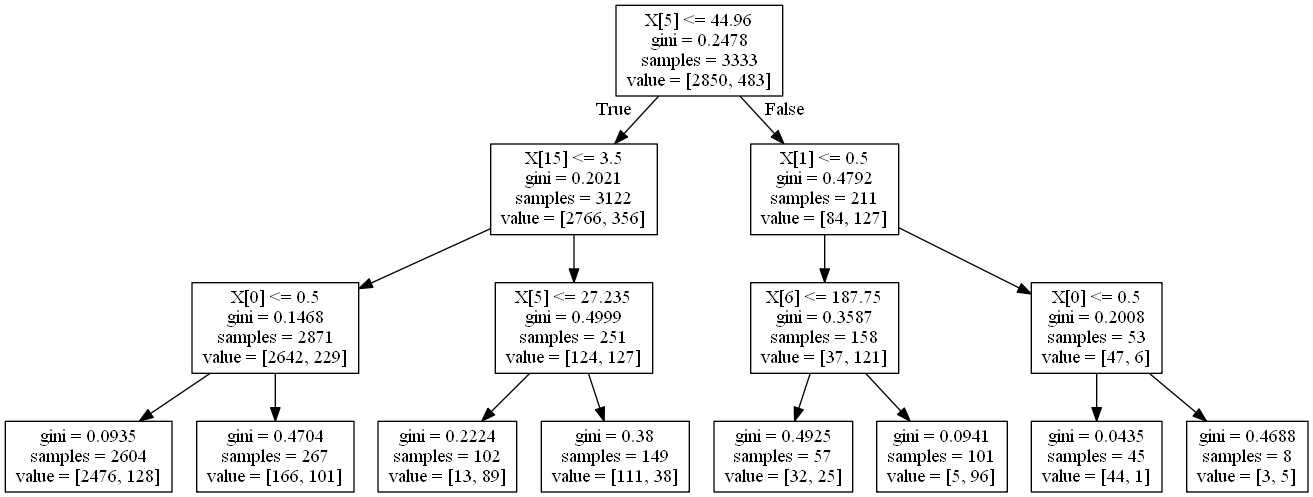 X[5] <= 44.96
gini = 0.2478
samples = 3333
value = [2850, 483]
True
False
X[15] <= 3.5
gini = 0.2021
samples = 3122
value = [2766, 356]
X[1] <= 0.5
gini = 0.4792
samples = 211
value = [84, 127]
X[0] <= 0.5
gini = 0.1468
samples = 2871
value = [2642, 229]
X[5] <= 27.235
gini = 0.4999
samples = 251
value = [124, 127]
X[6] <= 187.75
gini = 0.3587
samples = 158
value = [37, 121]
X[0] <= 0.5
gini = 0.2008
samples = 53
value = [47, 6]
gini = 0.0935
samples = 2604
value = [2476, 128]
gini = 0.4704
samples = 267
value = [166, 101]
gini = 0.2224
samples = 102
value = [13, 89]
gini = 0.38
samples = 149
value = [111, 38]
gini = 0.4925
samples = 57
value = [32, 25]
gini = 0.0941
samples = 101
value = [5, 96]
gini = 0.0435
samples = 45
value = [44, 1]
gini = 0.4688
samples = 8
value = [3, 5]